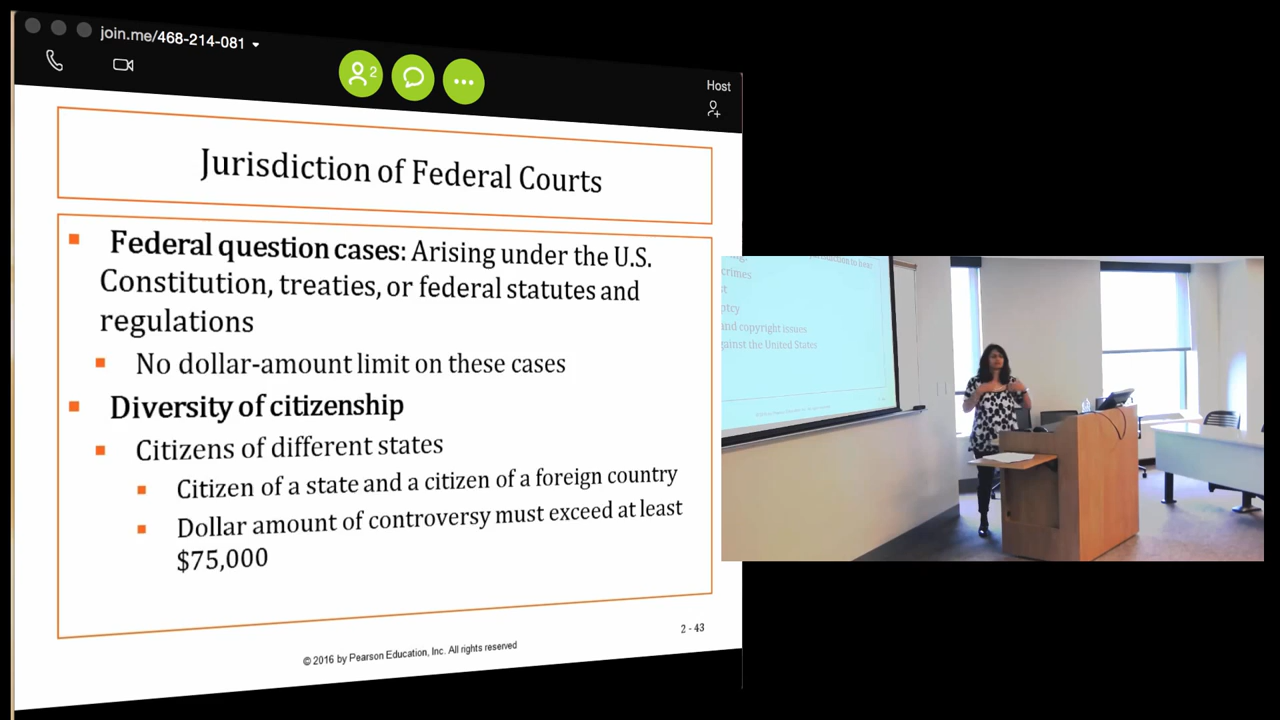 join.me/468-214-081
2
Host
Jurisdiction of Federal Courts
Federal question cases: Arising under the U.S.
Constitution, treaties, or federal statutes and
regulations
No dollar-amount limit on these cases
Diversity of citizenship
Citizens of different states
Citizen of a state and a citizen of a foreign country
Dollar amount of controversy must exceed at least
$75,000
2 - 43
© 2016 by Pearson Education, Inc. All rights reserved
crimes
and copyright issues
against the United States